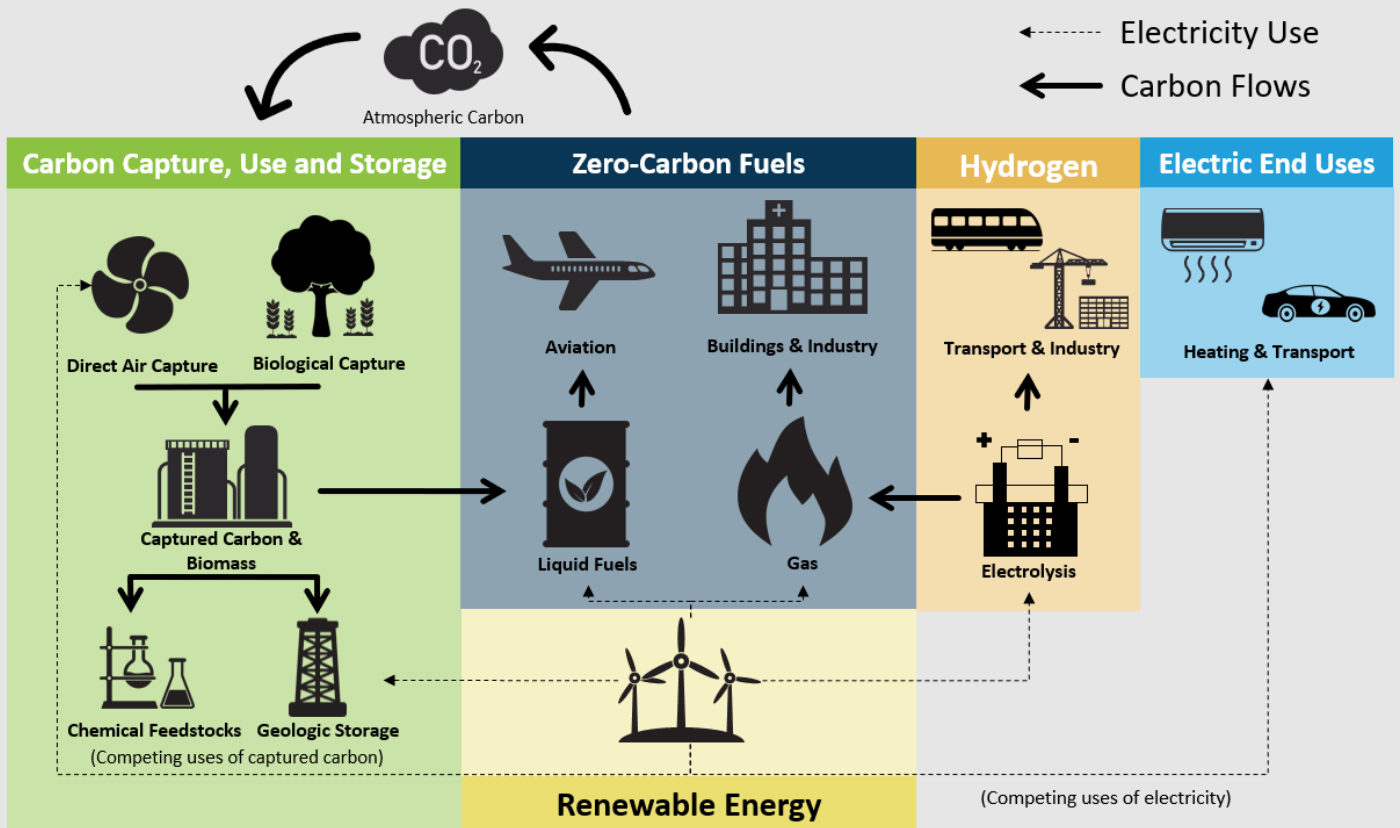 CO2
Atmospheric Carbon
Electricity Use
Carbon Flows
Carbon Capture, Use and Storage
Zero-Carbon Fuels
Hydrogen
Electric End Uses
Direct Air Capture
Biological Capture
Aviation
Buildings & Industry
Transport & Industry
Heating & Transport
+ -
Captured Carbon &
Biomass
Liquid Fuels
Gas
Electrolysis
Chemical Feedstocks
Geologic Storage
(Competing uses of captured carbon)
Renewable Energy
(Competing uses of electricity)